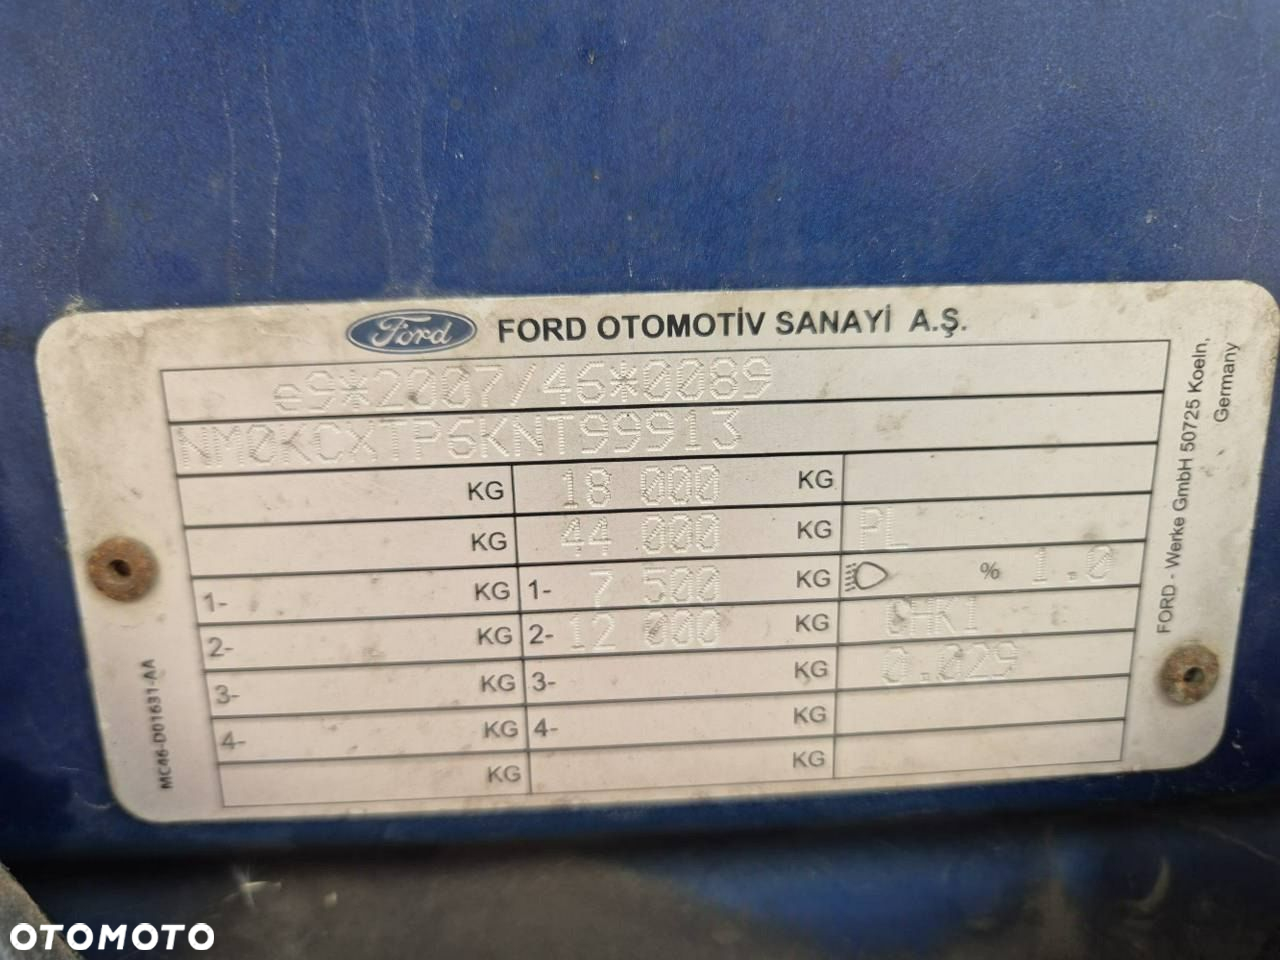 Ford FORD OTOMOTİV SANAYİ A.Ş.
e9*2007/46*0089
NM0KCXTP6KNT99913
KG 18 000 KG
KG 44 000 KG PL
1- KG 1- 7 500 KG % 1.0
2- KG 2- 12 000 KG CHK1
3- KG 3- KG 0.029
4- KG 4- KG
KG KG
MC46-D01631-AA
FORD - Werke GmbH 50725 Koeln,
Germany
OTOMOTO